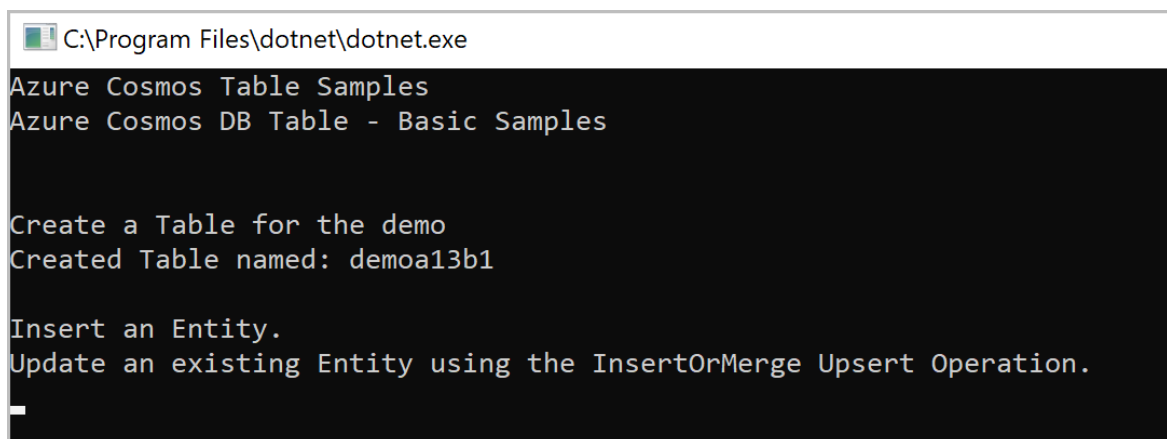 C:\Program Files\dotnet\dotnet.exe
Azure Cosmos Table Samples
Azure Cosmos DB Table - Basic Samples
Create a Table for the demo
Created Table named: demoa13b1
Insert an Entity.
Update an existing Entity using the InsertOrMerge Upsert Operation.